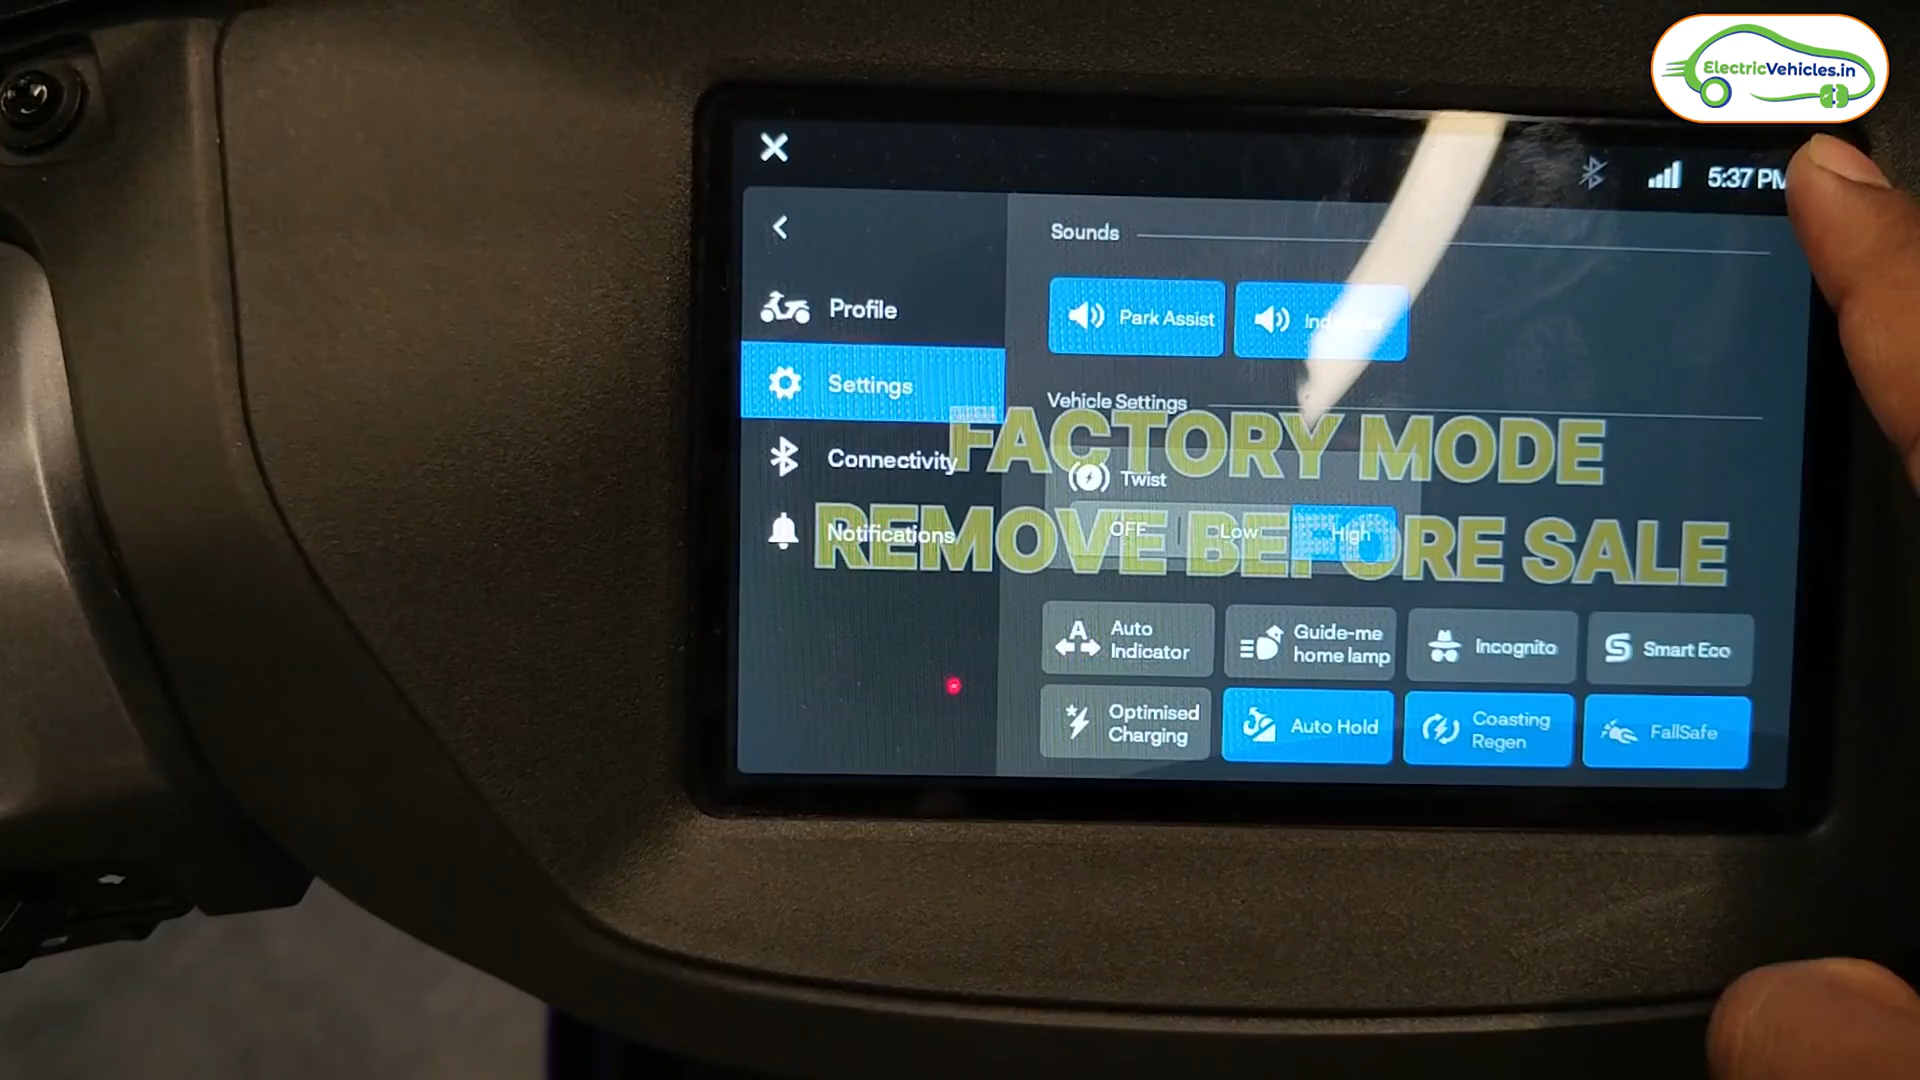 ElectricVehicles.in
5:37 PM
Sounds
Profile
Park Assist
Indicator
Settings
Vehicle Settings
FACTORY MODE
Connectivity
Twist
REMOVE BEFORE SALE
Notifications
OFF
Low
High
Auto Indicator
Guide-me home lamp
Incognito
Smart Eco
Optimised Charging
Auto Hold
Coasting Regen
FallSafe